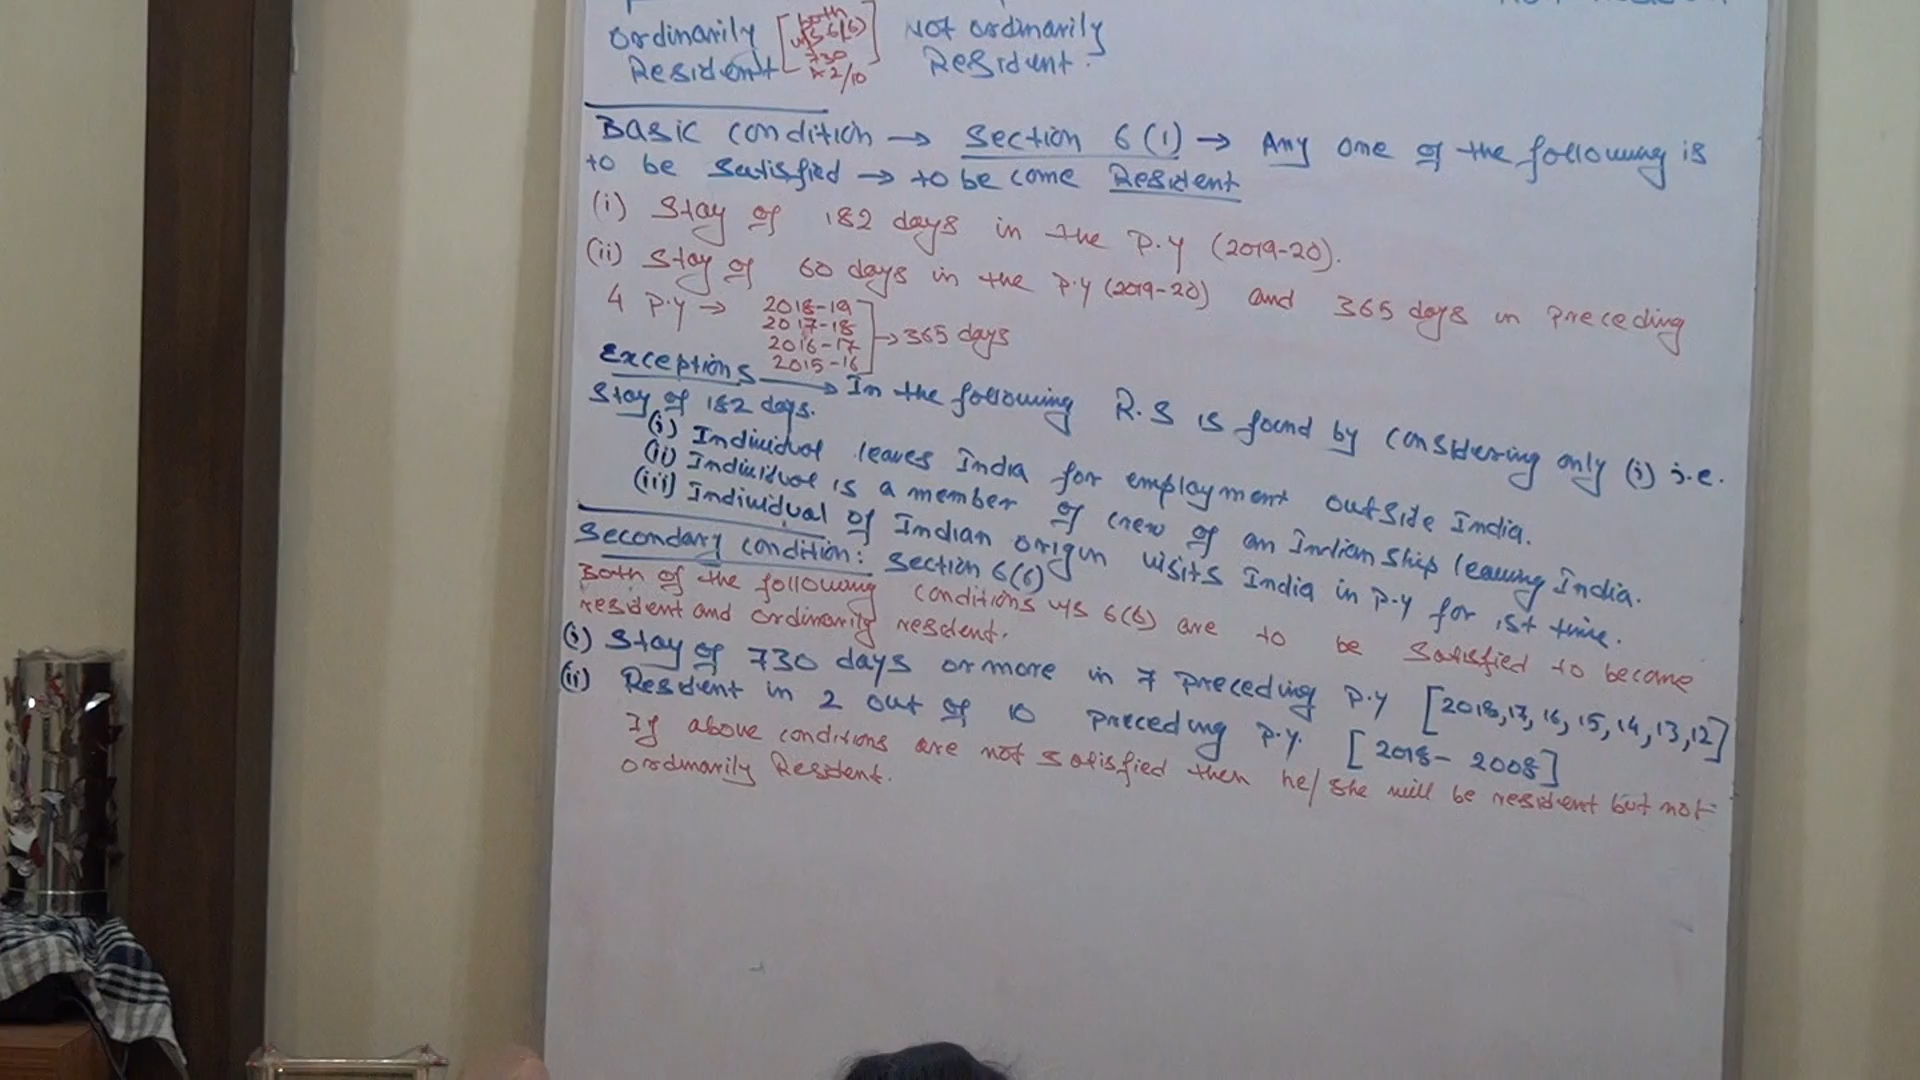 ordinarily [both u/s 6(6) 730 + 2/10] Not ordinarily
Resident Resident.
Basic condition → Section 6(1) → Any one of the following is
to be satisfied → to become Resident
(i) Stay of 182 days in the P.Y (2019-20).
(ii) Stay of 60 days in the P.Y (2019-20) and 365 days in preceding
4 P.Y → 2018-19
2017-18
2016-17 → 365 days
2015-16
Exceptions → In the following R.S is found by considering only (i) i.e.
Stay of 182 days.
(i) Individual leaves India for employment outside India.
(ii) Individual is a member of crew of an Indian ship leaving India.
(iii) Individual of Indian origin visits India in P.Y for 1st time.
Secondary condition: Section 6(6)
Both of the following conditions u/s 6(6) are to be satisfied to become
resident and ordinarily resident.
(i) Stay of 730 days or more in 7 preceding P.Y [2018,17,16,15,14,13,12]
(ii) Resident in 2 out of 10 preceding P.Y. [2018-2008]
If above conditions are not satisfied then he/she will be resident but not
ordinarily Resident.